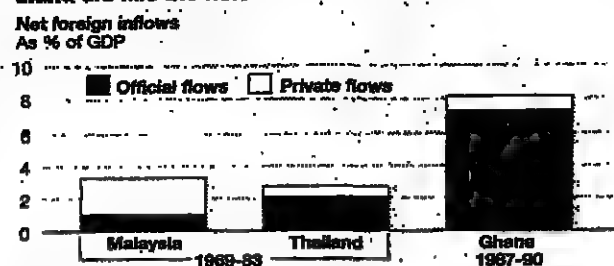 Net foreign inflows
As % of GDP
10
Official flows Private flows
8
6
4
2
0
Malaysia Thailand Ghana
1969-83 1987-90